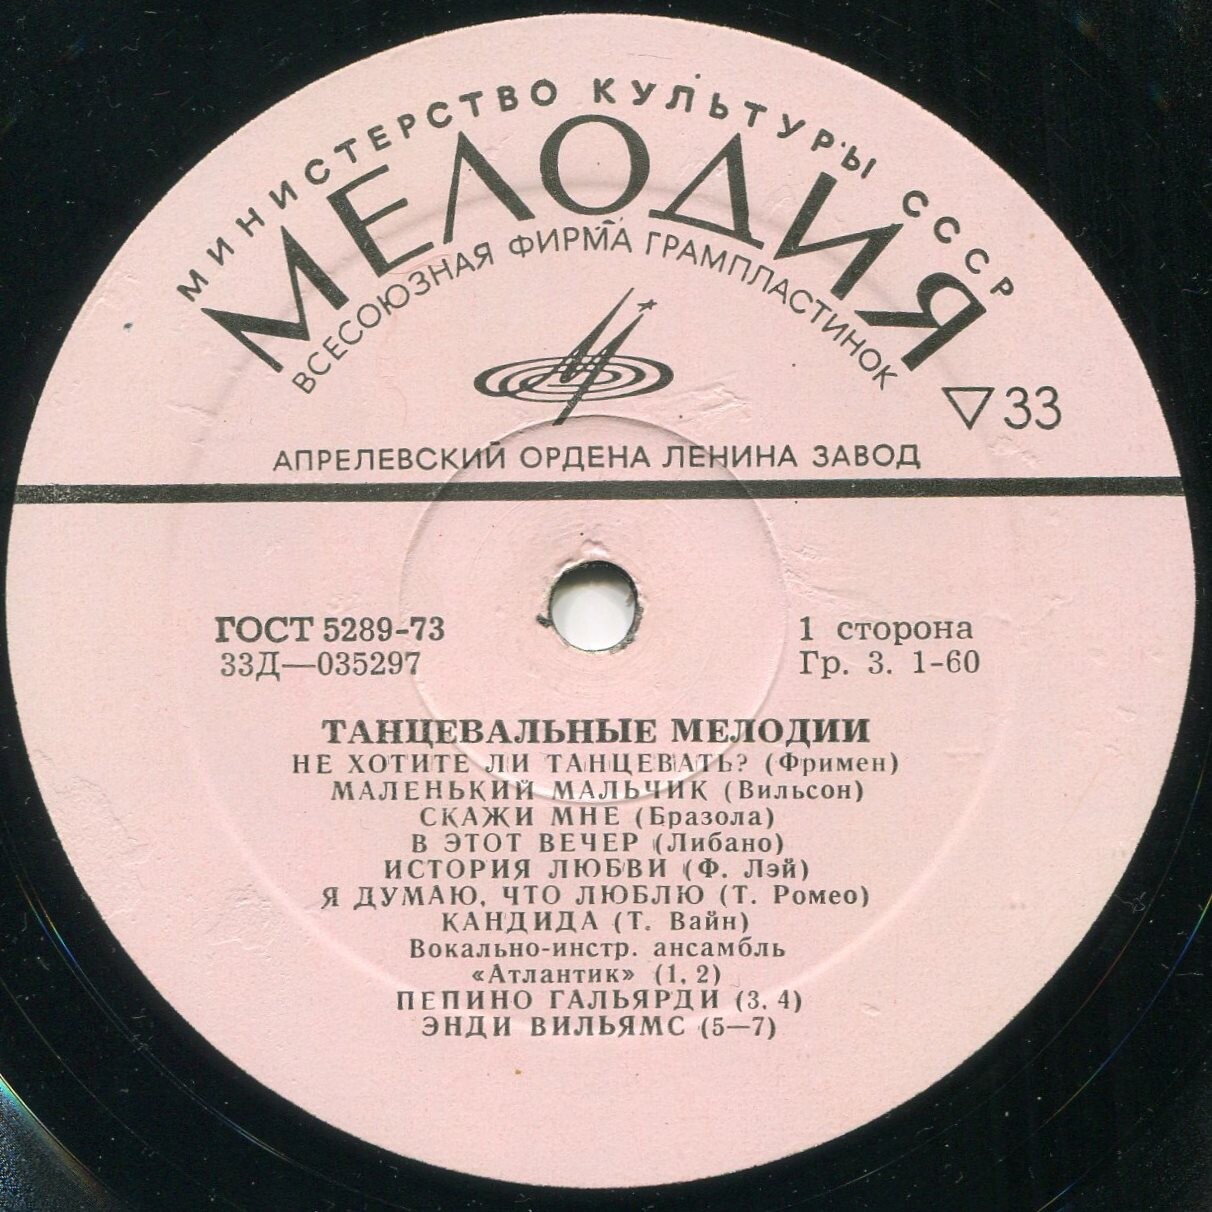 МИНИСТЕРСТВО КУЛЬТУРЫ СССР
МЕЛОДИЯ
ВСЕСОЮЗНАЯ ФИРМА ГРАМПЛАСТИНОК
33
АПРЕЛЕВСКИЙ ОРДЕНА ЛЕНИНА ЗАВОД
ГОСТ 5289-73
33Д—035297
1 сторона
Гр. 3. 1-60
ТАНЦЕВАЛЬНЫЕ МЕЛОДИИ
НЕ ХОТИТЕ ЛИ ТАНЦЕВАТЬ? (Фримен)
МАЛЕНЬКИЙ МАЛЬЧИК (Вильсон)
СКАЖИ МНЕ (Бразола)
В ЭТОТ ВЕЧЕР (Либано)
ИСТОРИЯ ЛЮБВИ (Ф. Лэй)
Я ДУМАЮ, ЧТО ЛЮБЛЮ (Т. Ромео)
КАНДИДА (Т. Вайн)
Вокально-инстр. ансамбль
«Атлантик» (1, 2)
ПЕПИНО ГАЛЬЯРДИ (3, 4)
ЭНДИ ВИЛЬЯМС (5—7)